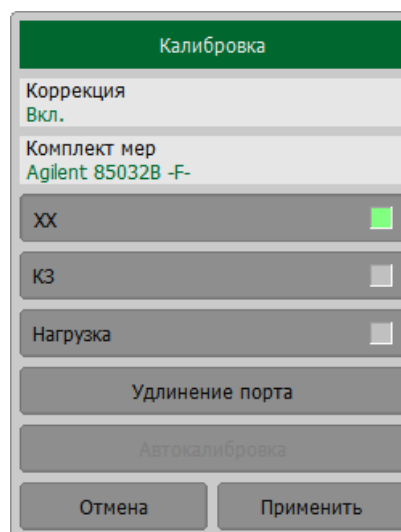 Калибровка
Коррекция
Вкл.
Комплект мер
Agilent 85032B -F-
ХХ
КЗ
Нагрузка
Удлинение порта
Автокалибровка
Отмена Применить